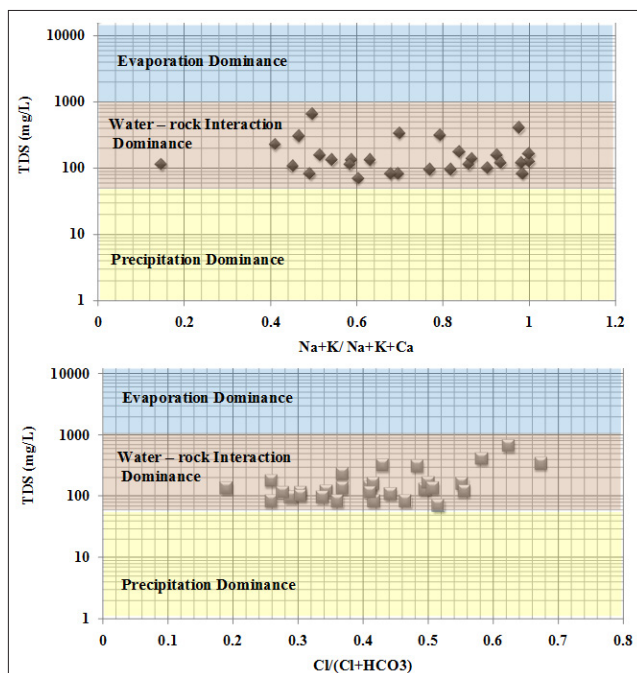 10000
Evaporation Dominance
1000
Water – rock Interaction
Dominance
100
10
Precipitation Dominance
1
TDS (mg/L)
0 0.2 0.4 0.6 0.8 1 1.2
Na+K/ Na+K+Ca
10000
Evaporation Dominance
1000
Water – rock Interaction
Dominance
100
10
Precipitation Dominance
1
TDS (mg/L)
0 0.1 0.2 0.3 0.4 0.5 0.6 0.7 0.8
Cl/(Cl+HCO3)